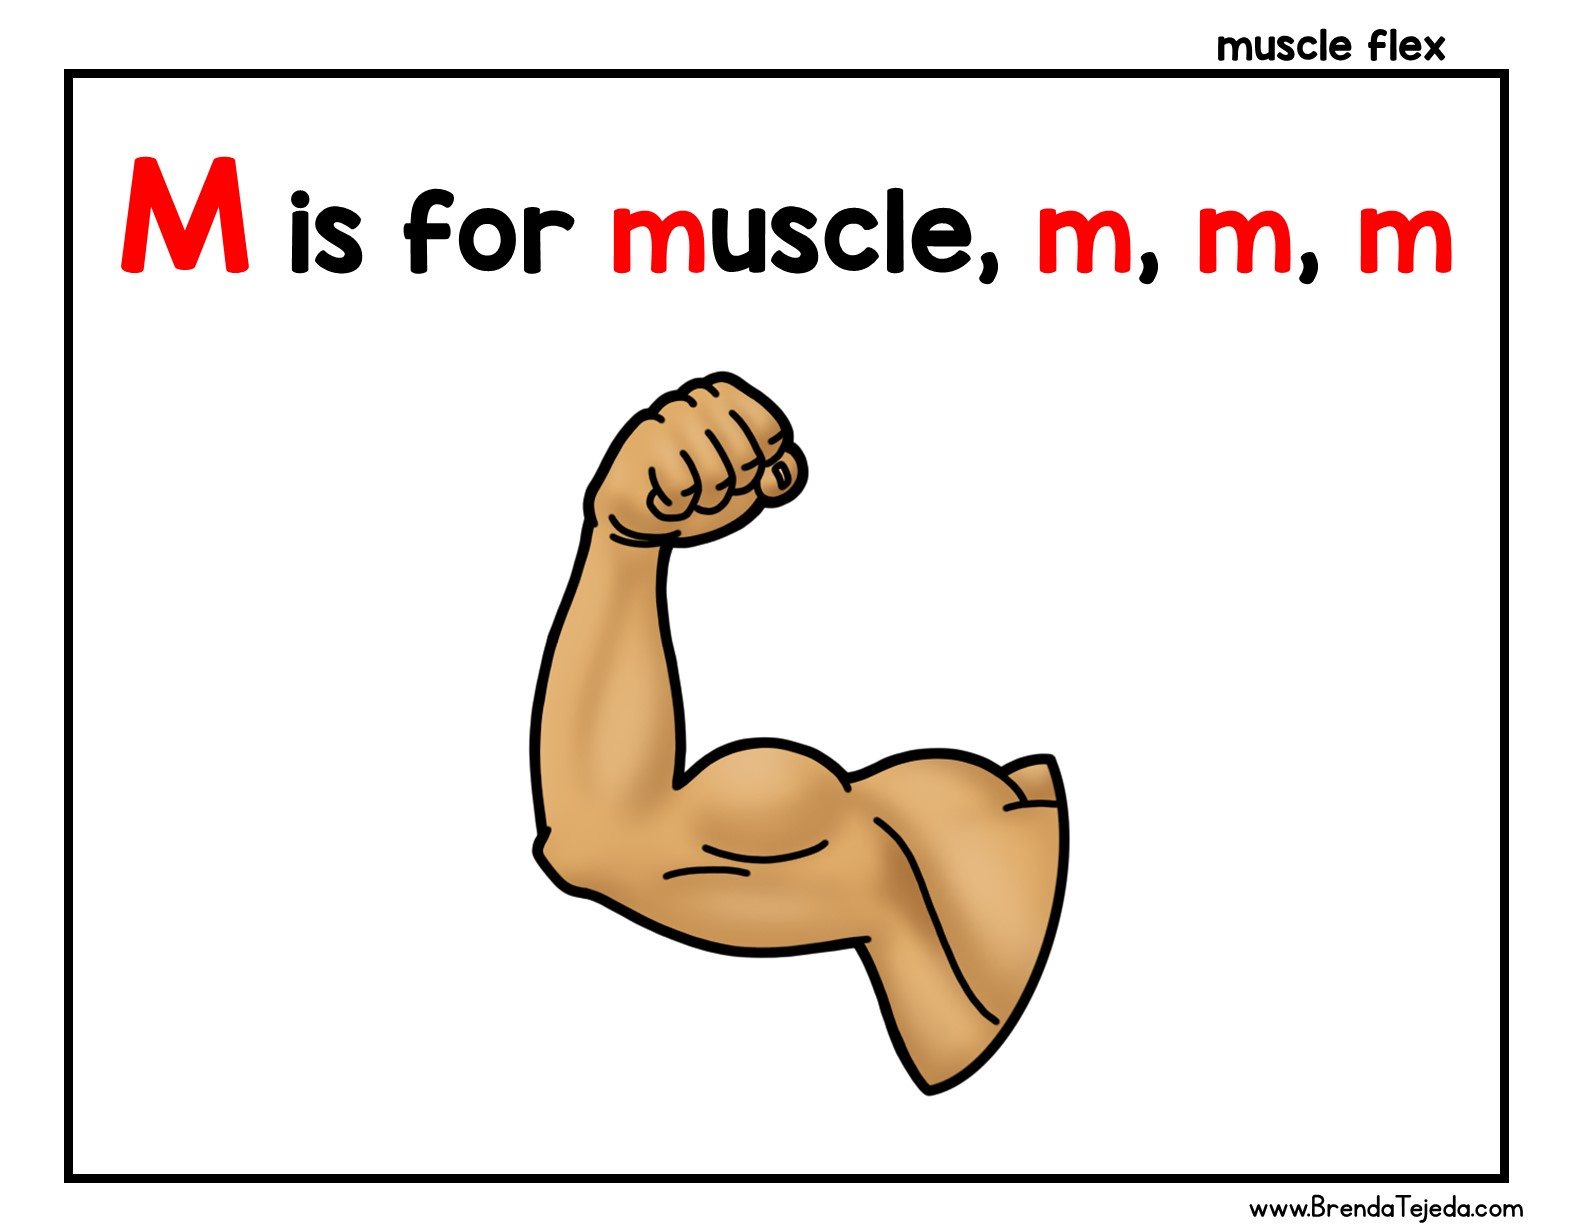 muscle flex
M is for muscle, m, m, m
www.BrendaTejeda.com